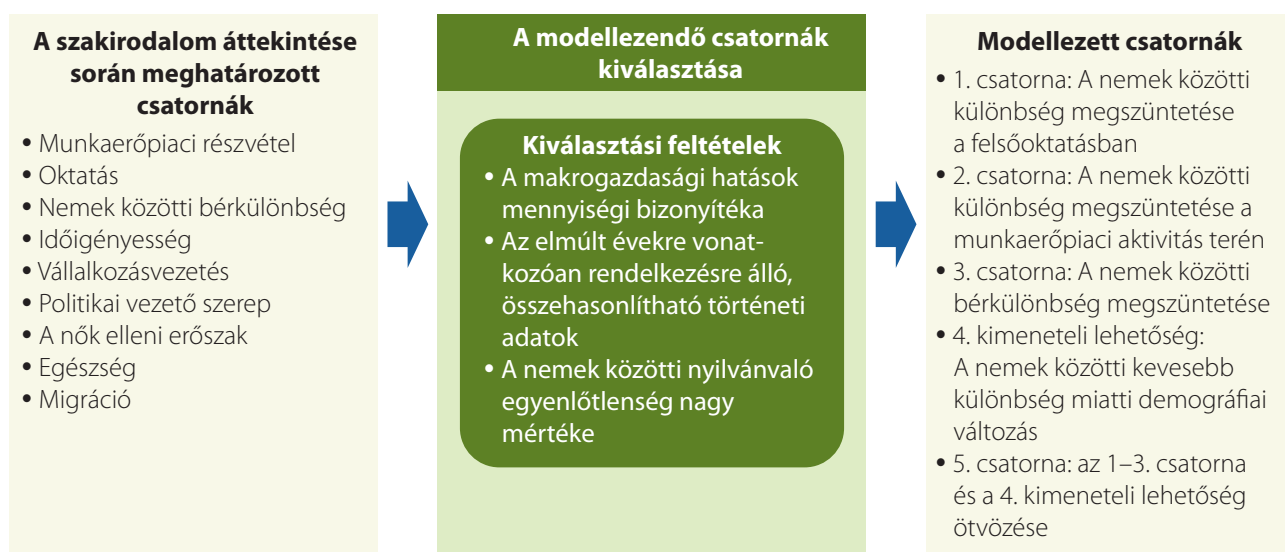 A szakirodalom áttekintése
során meghatározott
csatornák
• Munkaerőpiaci részvétel
• Oktatás
• Nemek közötti bérkülönbség
• Időigényesség
• Vállalkozásvezetés
• Politikai vezető szerep
• A nők elleni erőszak
• Egészség
• Migráció
A modellezendő csatornák
kiválasztása
Kiválasztási feltételek
• A makrogazdasági hatások
mennyiségi bizonyítéka
• Az elmúlt évekre vonat-
kozóan rendelkezésre álló,
összehasonlítható történeti
adatok
• A nemek közötti nyilvánvaló
egyenlőtlenség nagy
mértéke
Modellezett csatornák
• 1. csatorna: A nemek közötti
különbség megszüntetése
a felsőoktatásban
• 2. csatorna: A nemek közötti
különbség megszüntetése a
munkaerőpiaci aktivitás terén
• 3. csatorna: A nemek közötti
bérkülönbség megszüntetése
• 4. kimeneteli lehetőség:
A nemek közötti kevesebb
különbség miatti demográfiai
változás
• 5. csatorna: az 1–3. csatorna
és a 4. kimeneteli lehetőség
ötvözése